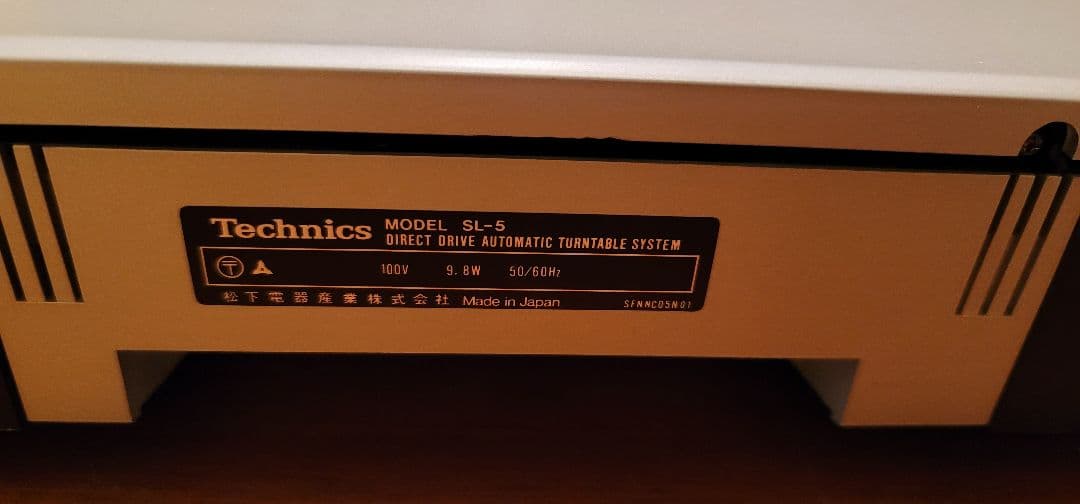 Technics MODEL SL-5
DIRECT DRIVE AUTOMATIC TURNTABLE SYSTEM
〒 100V 9.8W 50/60Hz
松下電器産業株式会社 Made in Japan SFNNC05N01